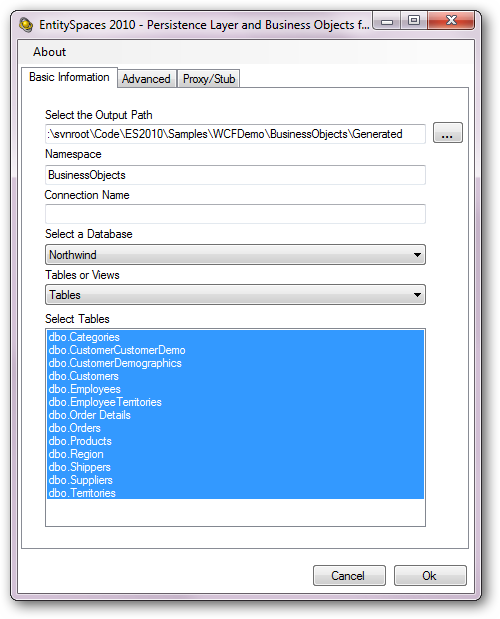 EntitySpaces 2010 - Persistence Layer and Business Objects f...
About
Basic Information Advanced Proxy/Stub
Select the Output Path
:\svnroot\Code\ES2010\Samples\WCFDemo\BusinessObjects\Generated ...
Namespace
BusinessObjects
Connection Name
Select a Database
Northwind
Tables or Views
Tables
Select Tables
dbo.Categories
dbo.CustomerCustomerDemo
dbo.CustomerDemographics
dbo.Customers
dbo.Employees
dbo.EmployeeTerritories
dbo.Order Details
dbo.Orders
dbo.Products
dbo.Region
dbo.Shippers
dbo.Suppliers
dbo.Territories
Cancel Ok